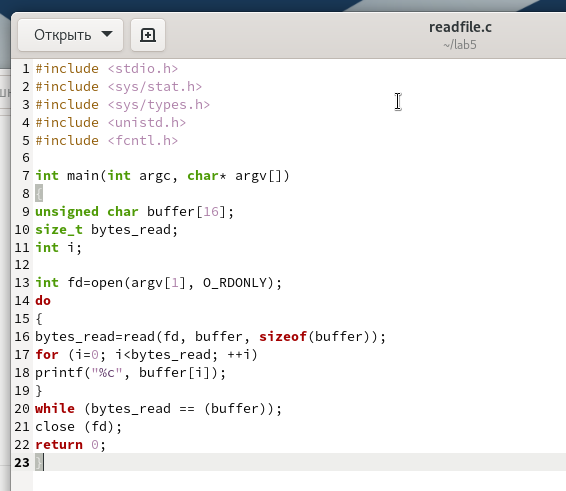 Открыть
readfile.c
~/lab5
1 #include <stdio.h>
2 #include <sys/stat.h>
3 #include <sys/types.h>
4 #include <unistd.h>
5 #include <fcntl.h>
6
7 int main(int argc, char* argv[])
8 {
9 unsigned char buffer[16];
10 size_t bytes_read;
11 int i;
12
13 int fd=open(argv[1], O_RDONLY);
14 do
15 {
16 bytes_read=read(fd, buffer, sizeof(buffer));
17 for (i=0; i<bytes_read; ++i)
18 printf("%c", buffer[i]);
19 }
20 while (bytes_read == (buffer));
21 close (fd);
22 return 0;
23 }